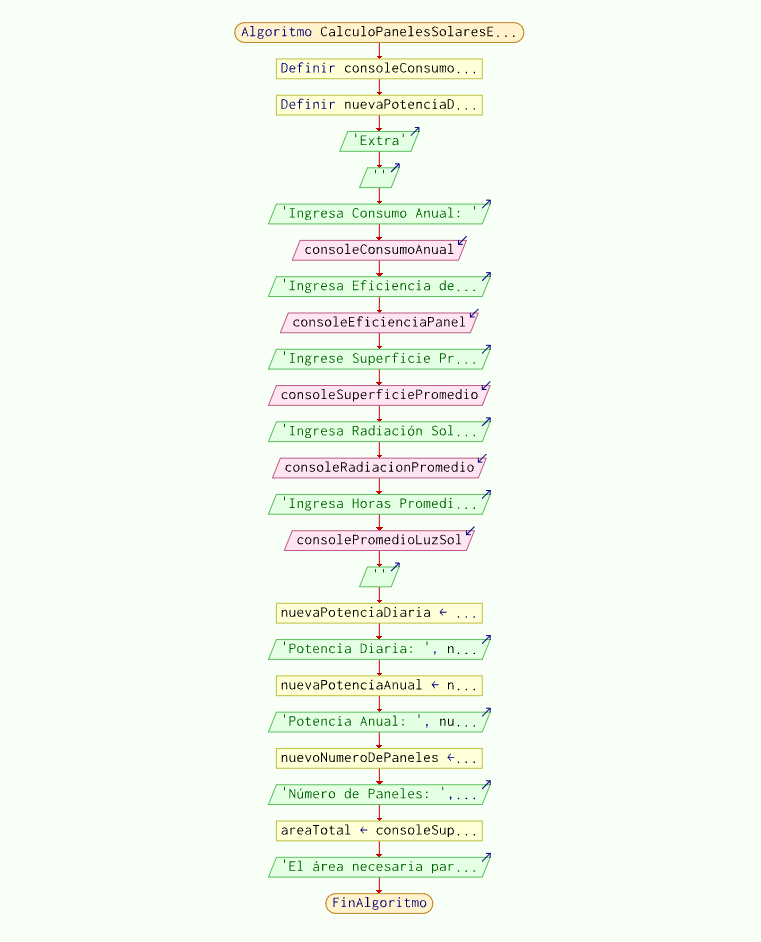 Algoritmo CalculoPanelesSolaresE...
Definir consoleConsumo...
Definir nuevaPotenciaD...
'Extra'
''
'Ingresa Consumo Anual: '
consoleConsumoAnual
'Ingresa Eficiencia de...
consoleEficienciaPanel
'Ingrese Superficie Pr...
consoleSuperficiePromedio
'Ingresa Radiación Sol...
consoleRadiacionPromedio
'Ingresa Horas Promedi...
consolePromedioLuzSol
''
nuevaPotenciaDiaria ← ...
'Potencia Diaria: ', n...
nuevaPotenciaAnual ← n...
'Potencia Anual: ', nu...
nuevoNumeroDePaneles ←...
'Número de Paneles: ',...
areaTotal ← consoleSup...
'El área necesaria par...
FinAlgoritmo